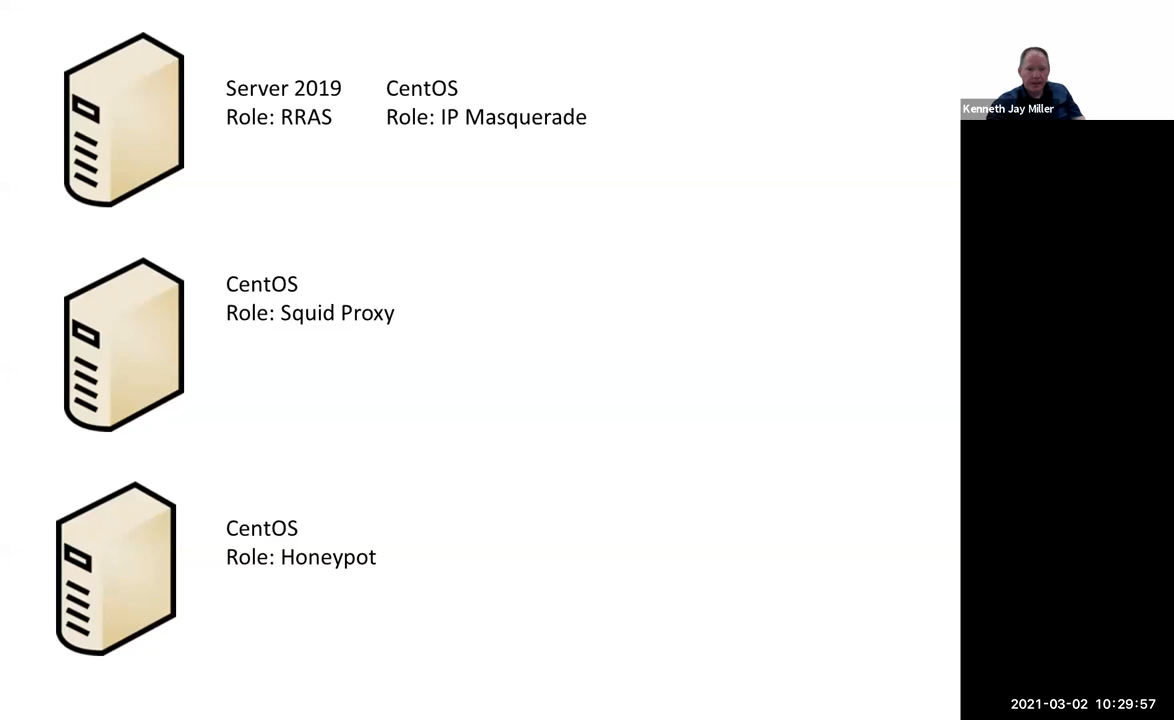 Server 2019
Role: RRAS
CentOS
Role: IP Masquerade
Kenneth Jay Miller
CentOS
Role: Squid Proxy
CentOS
Role: Honeypot
2021-03-02 10:29:57